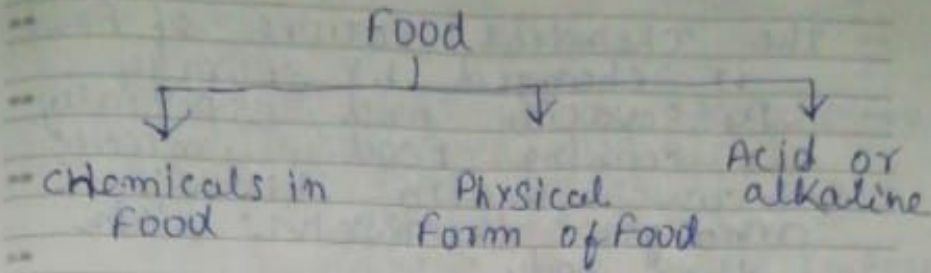 Food
Chemicals in
Food
Physical
Form of Food
Acid or
alkaline